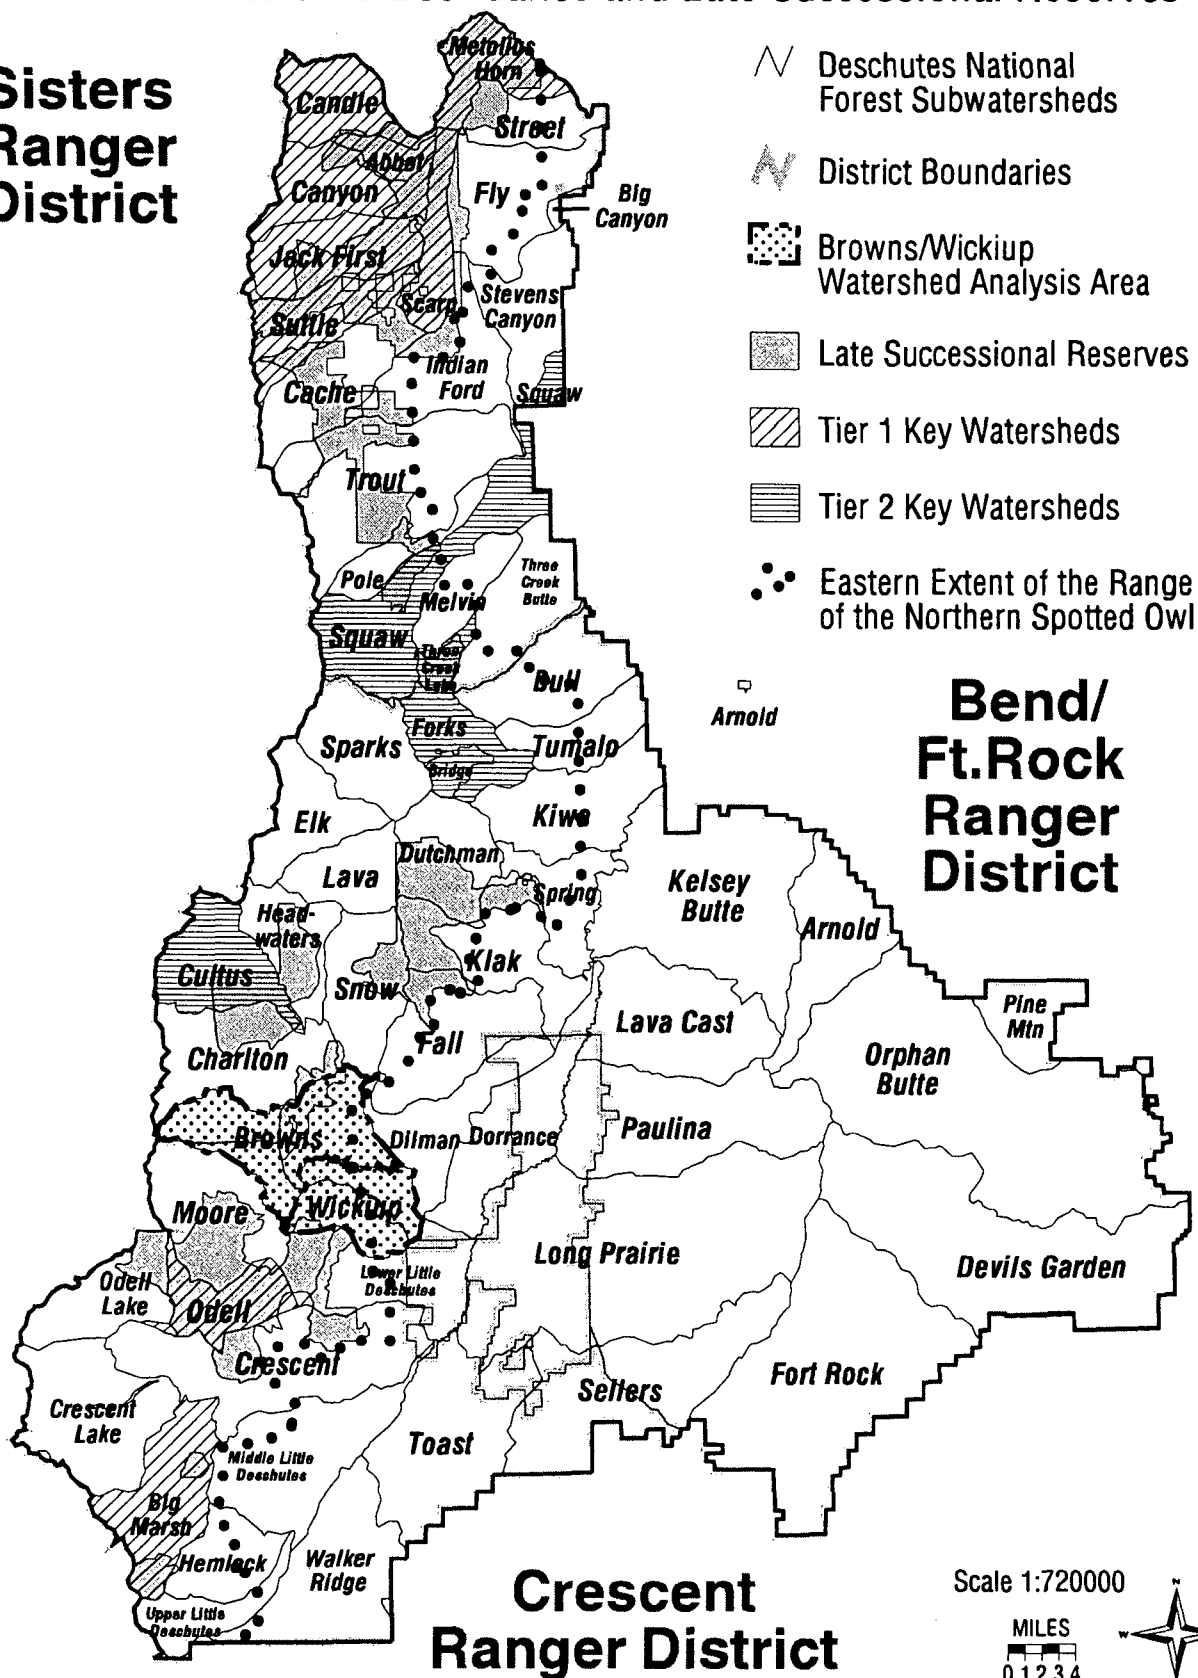 Sisters
Ranger
District
Deschutes National
Forest Subwatersheds
District Boundaries
Browns/Wickiup
Watershed Analysis Area
Late Successional Reserves
Tier 1 Key Watersheds
Tier 2 Key Watersheds
Eastern Extent of the Range
of the Northern Spotted Owl
Metolius
Horn
Candle
Street
Abbot
Canyon
Fly
Big
Canyon
Jack First
Scarp
Stevens
Canyon
Suttle
Indian
Ford
Cache
Squaw
Trout
Pole
Three
Creek
Butte
Melvin
Squaw
Three
Creek
Lake
Bull
Arnold
Forks
Sparks
Tumalo
Bridge
Bend/
Ft.Rock
Ranger
District
Elk
Kiwa
Dutchman
Lava
Spring
Kelsey
Butte
Head-
waters
Arnold
Cultus
Snow
Klak
Pine
Mtn
Lava Cast
Fall
Charlton
Orphan
Butte
Browns
Dilman
Dorrance
Paulina
Moore
Wickiup
Long Prairie
Devils Garden
Odell
Lake
Lower Little
Deschutes
Odell
Crescent
Fort Rock
Sellers
Crescent
Lake
Toast
Middle Little
Deschutes
Big
Marsh
Hemlock
Walker
Ridge
Upper Little
Deschutes
Crescent
Ranger District
Scale 1:720000
MILES
0 1 2 3 4
N
W